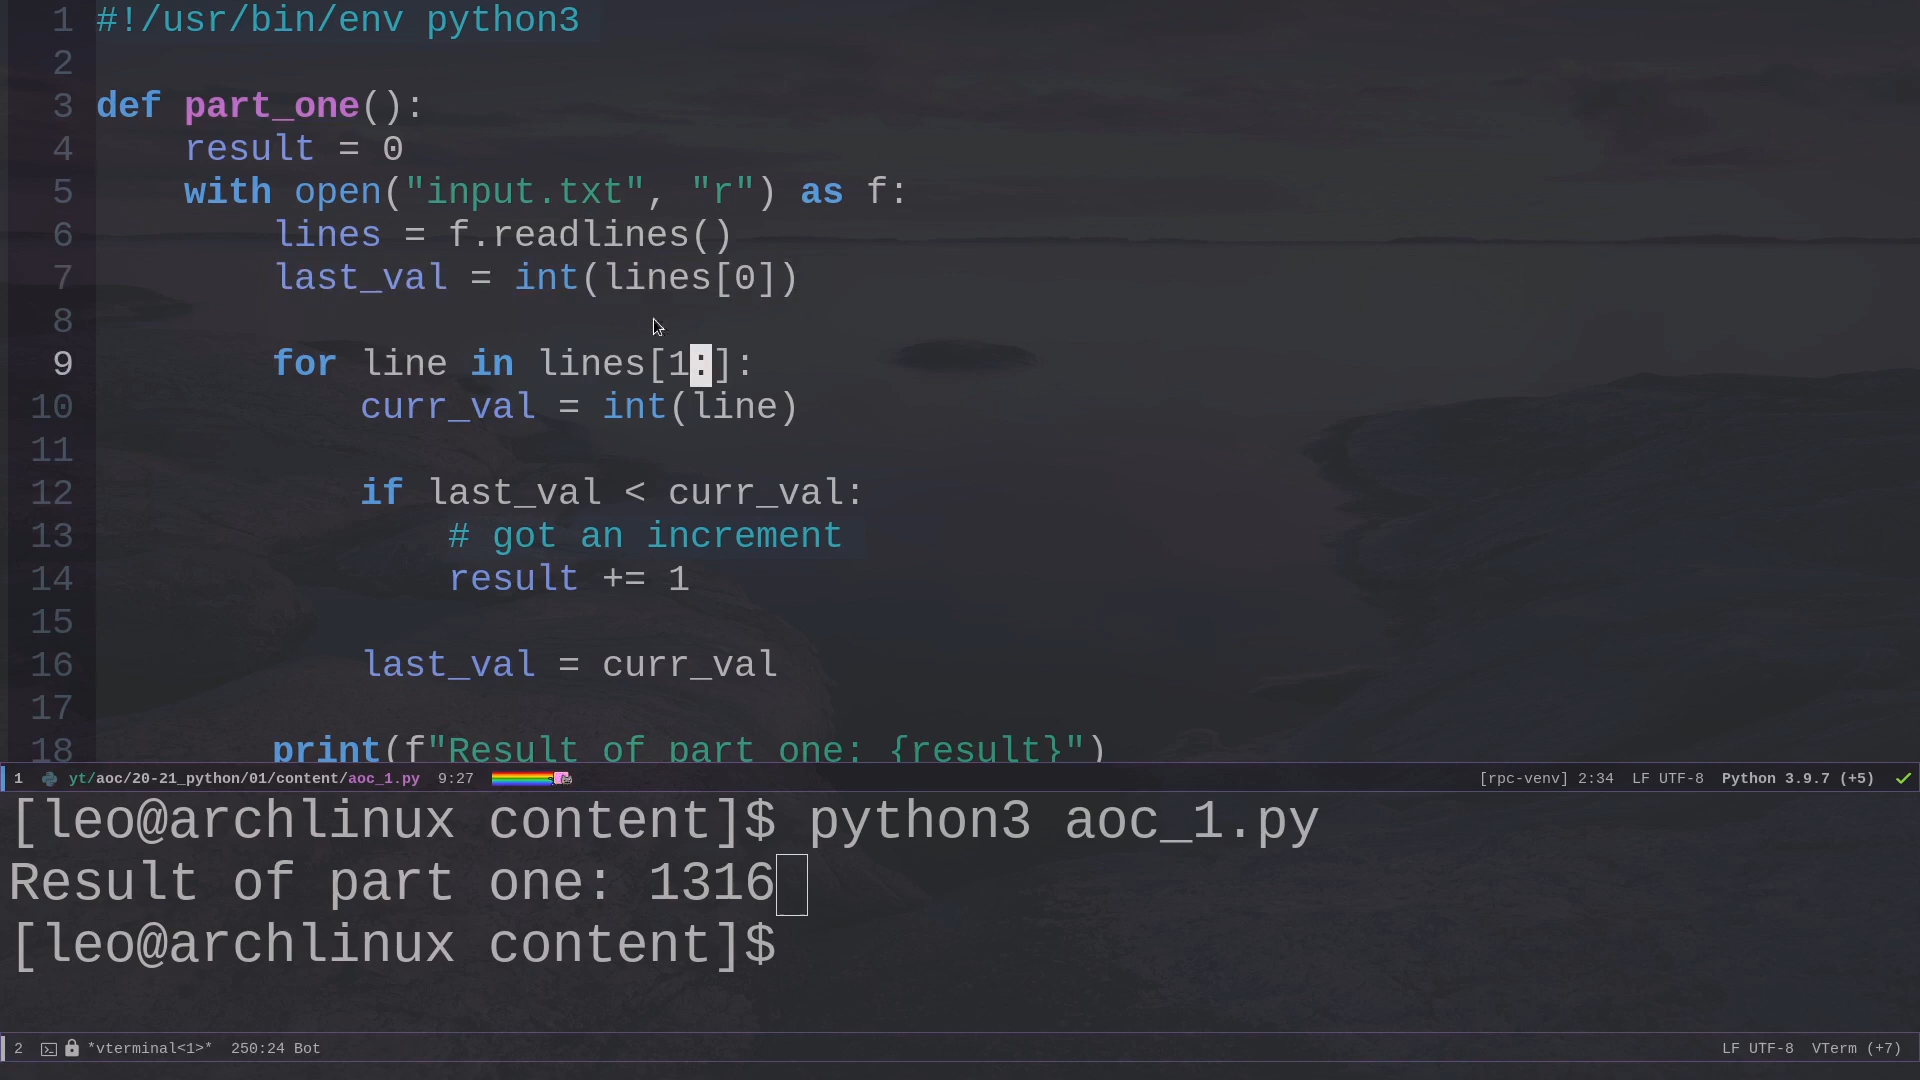 1 #!/usr/bin/env python3
2
3 def part_one():
4     result = 0
5     with open("input.txt", "r") as f:
6         lines = f.readlines()
7         last_val = int(lines[0])
8
9         for line in lines[1:]:
10             curr_val = int(line)
11
12             if last_val < curr_val:
13                 # got an increment
14                 result += 1
15
16             last_val = curr_val
17
18         print(f"Result of part one: {result}")
1 yt/aoc/20-21_python/01/content/aoc_1.py 9:27 [rpc-venv] 2:34 LF UTF-8 Python 3.9.7 (+5)
[leo@archlinux content]$ python3 aoc_1.py
Result of part one: 1316
[leo@archlinux content]$
2 *vterminal<1>* 250:24 Bot LF UTF-8 VTerm (+7)